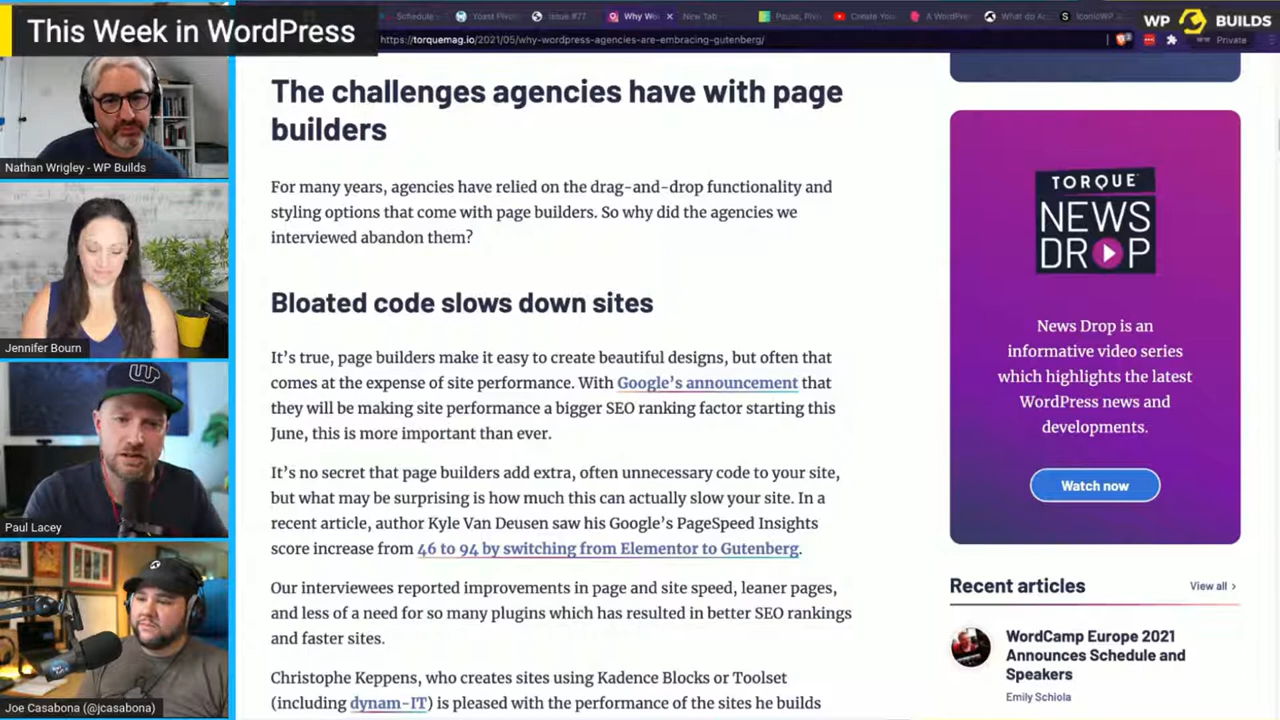 This Week in WordPress
Schedule
Yoast
Issue #77
Why Wo
New Tab
Pause, Piv
Create You
A WordPre
What do A
IconicWP
WP BUILDS
https://torquemag.io/2021/05/why-wordpress-agencies-are-embracing-gutenberg/
Private
Nathan Wrigley - WP Builds
Jennifer Bourn
Paul Lacey
Joe Casabona (@jcasabona)
The challenges agencies have with page
builders
For many years, agencies have relied on the drag-and-drop functionality and
styling options that come with page builders. So why did the agencies we
interviewed abandon them?
Bloated code slows down sites
It’s true, page builders make it easy to create beautiful designs, but often that
comes at the expense of site performance. With Google’s announcement that
they will be making site performance a bigger SEO ranking factor starting this
June, this is more important than ever.
It’s no secret that page builders add extra, often unnecessary code to your site,
but what may be surprising is how much this can actually slow your site. In a
recent article, author Kyle Van Deusen saw his Google’s PageSpeed Insights
score increase from 46 to 94 by switching from Elementor to Gutenberg.
Our interviewees reported improvements in page and site speed, leaner pages,
and less of a need for so many plugins which has resulted in better SEO rankings
and faster sites.
Christophe Keppens, who creates sites using Kadence Blocks or Toolset
(including dynam-IT) is pleased with the performance of the sites he builds
TORQUE
NEWS
DROP
News Drop is an
informative video series
which highlights the latest
WordPress news and
developments.
Watch now
Recent articles
View all >
WordCamp Europe 2021
Announces Schedule and
Speakers
Emily Schiola